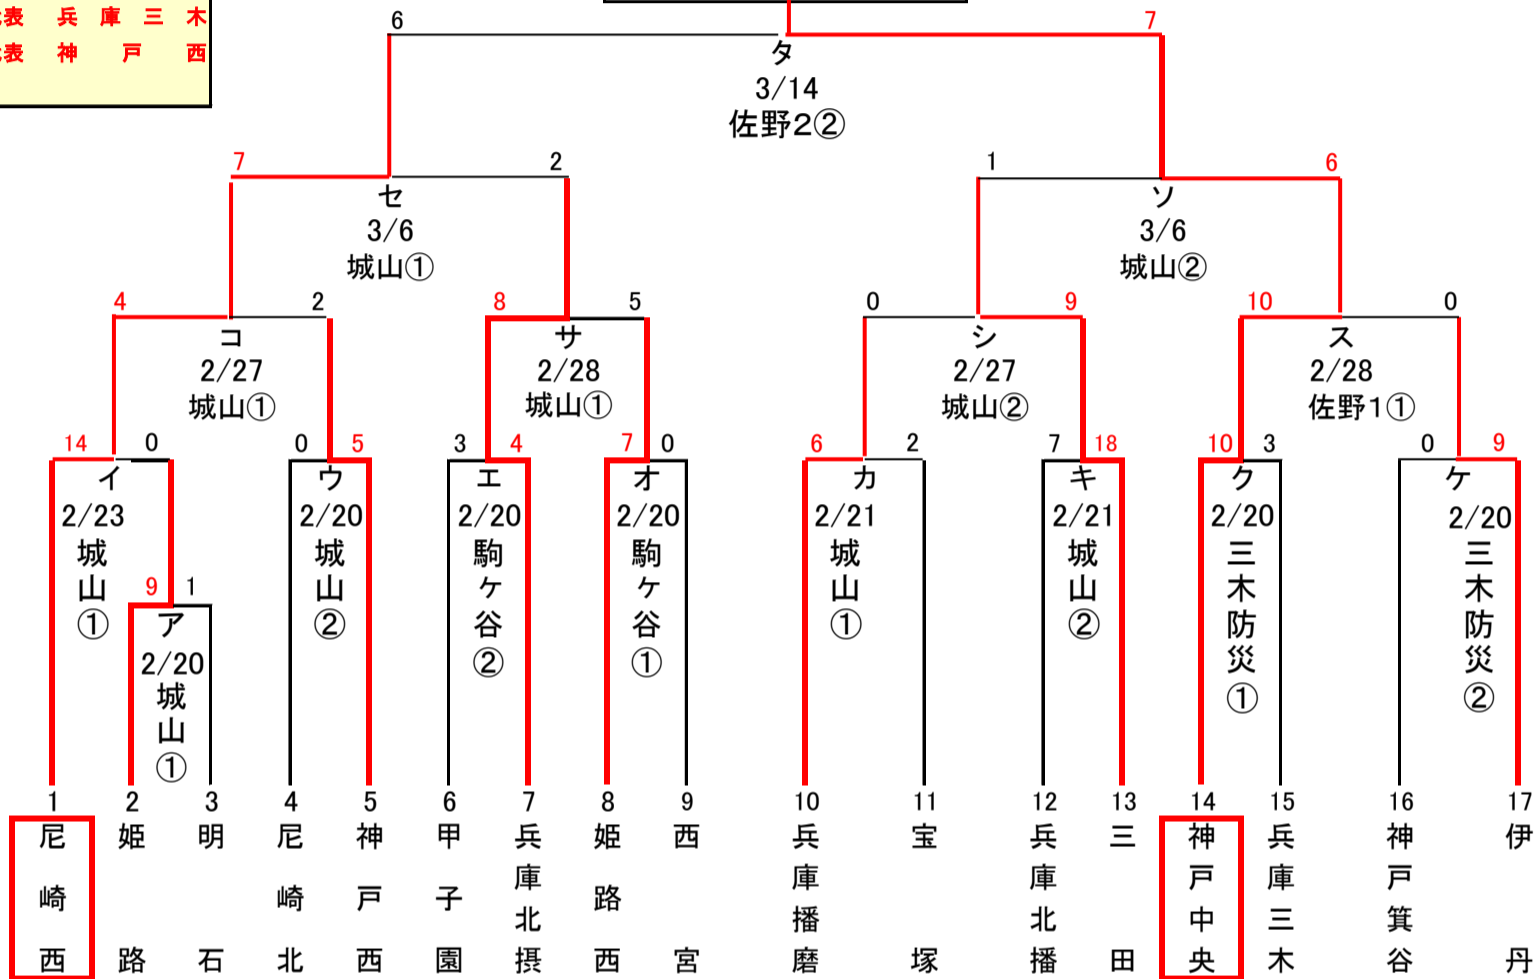 表 兵庫三木
表 神戸西
6 7
タ
3/14
佐野2②
7 2 1 6
セ ソ
3/6 3/6
城山① 城山②
4 2 8 5 0 9 10 0
コ サ シ ス
2/27 2/28 2/27 2/28
城山① 城山① 城山② 佐野1①
14 0 0 5 3 4 7 0 6 2 7 18 10 3 0 9
イ ウ エ オ カ キ ク ケ
2/23 2/20 2/20 2/20 2/21 2/21 2/20 2/20
城山① 城山② 駒ヶ谷② 駒ヶ谷① 城山① 城山② 三木防災① 三木防災②
9 1
ア
2/20
城山①
1 2 3 4 5 6 7 8 9 10 11 12 13 14 15 16 17
尼崎西 姫路 明石 尼崎北 神戸西 甲子園 兵庫北摂 姫路西 西宮 兵庫播磨 宝塚 兵庫北播 三田 神戸中央 兵庫三木 神戸箕谷 伊丹